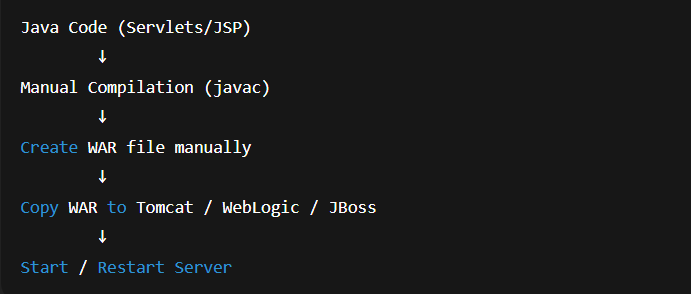 Java Code (Servlets/JSP)
↓
Manual Compilation (javac)
↓
Create WAR file manually
↓
Copy WAR to Tomcat / WebLogic / JBoss
↓
Start / Restart Server